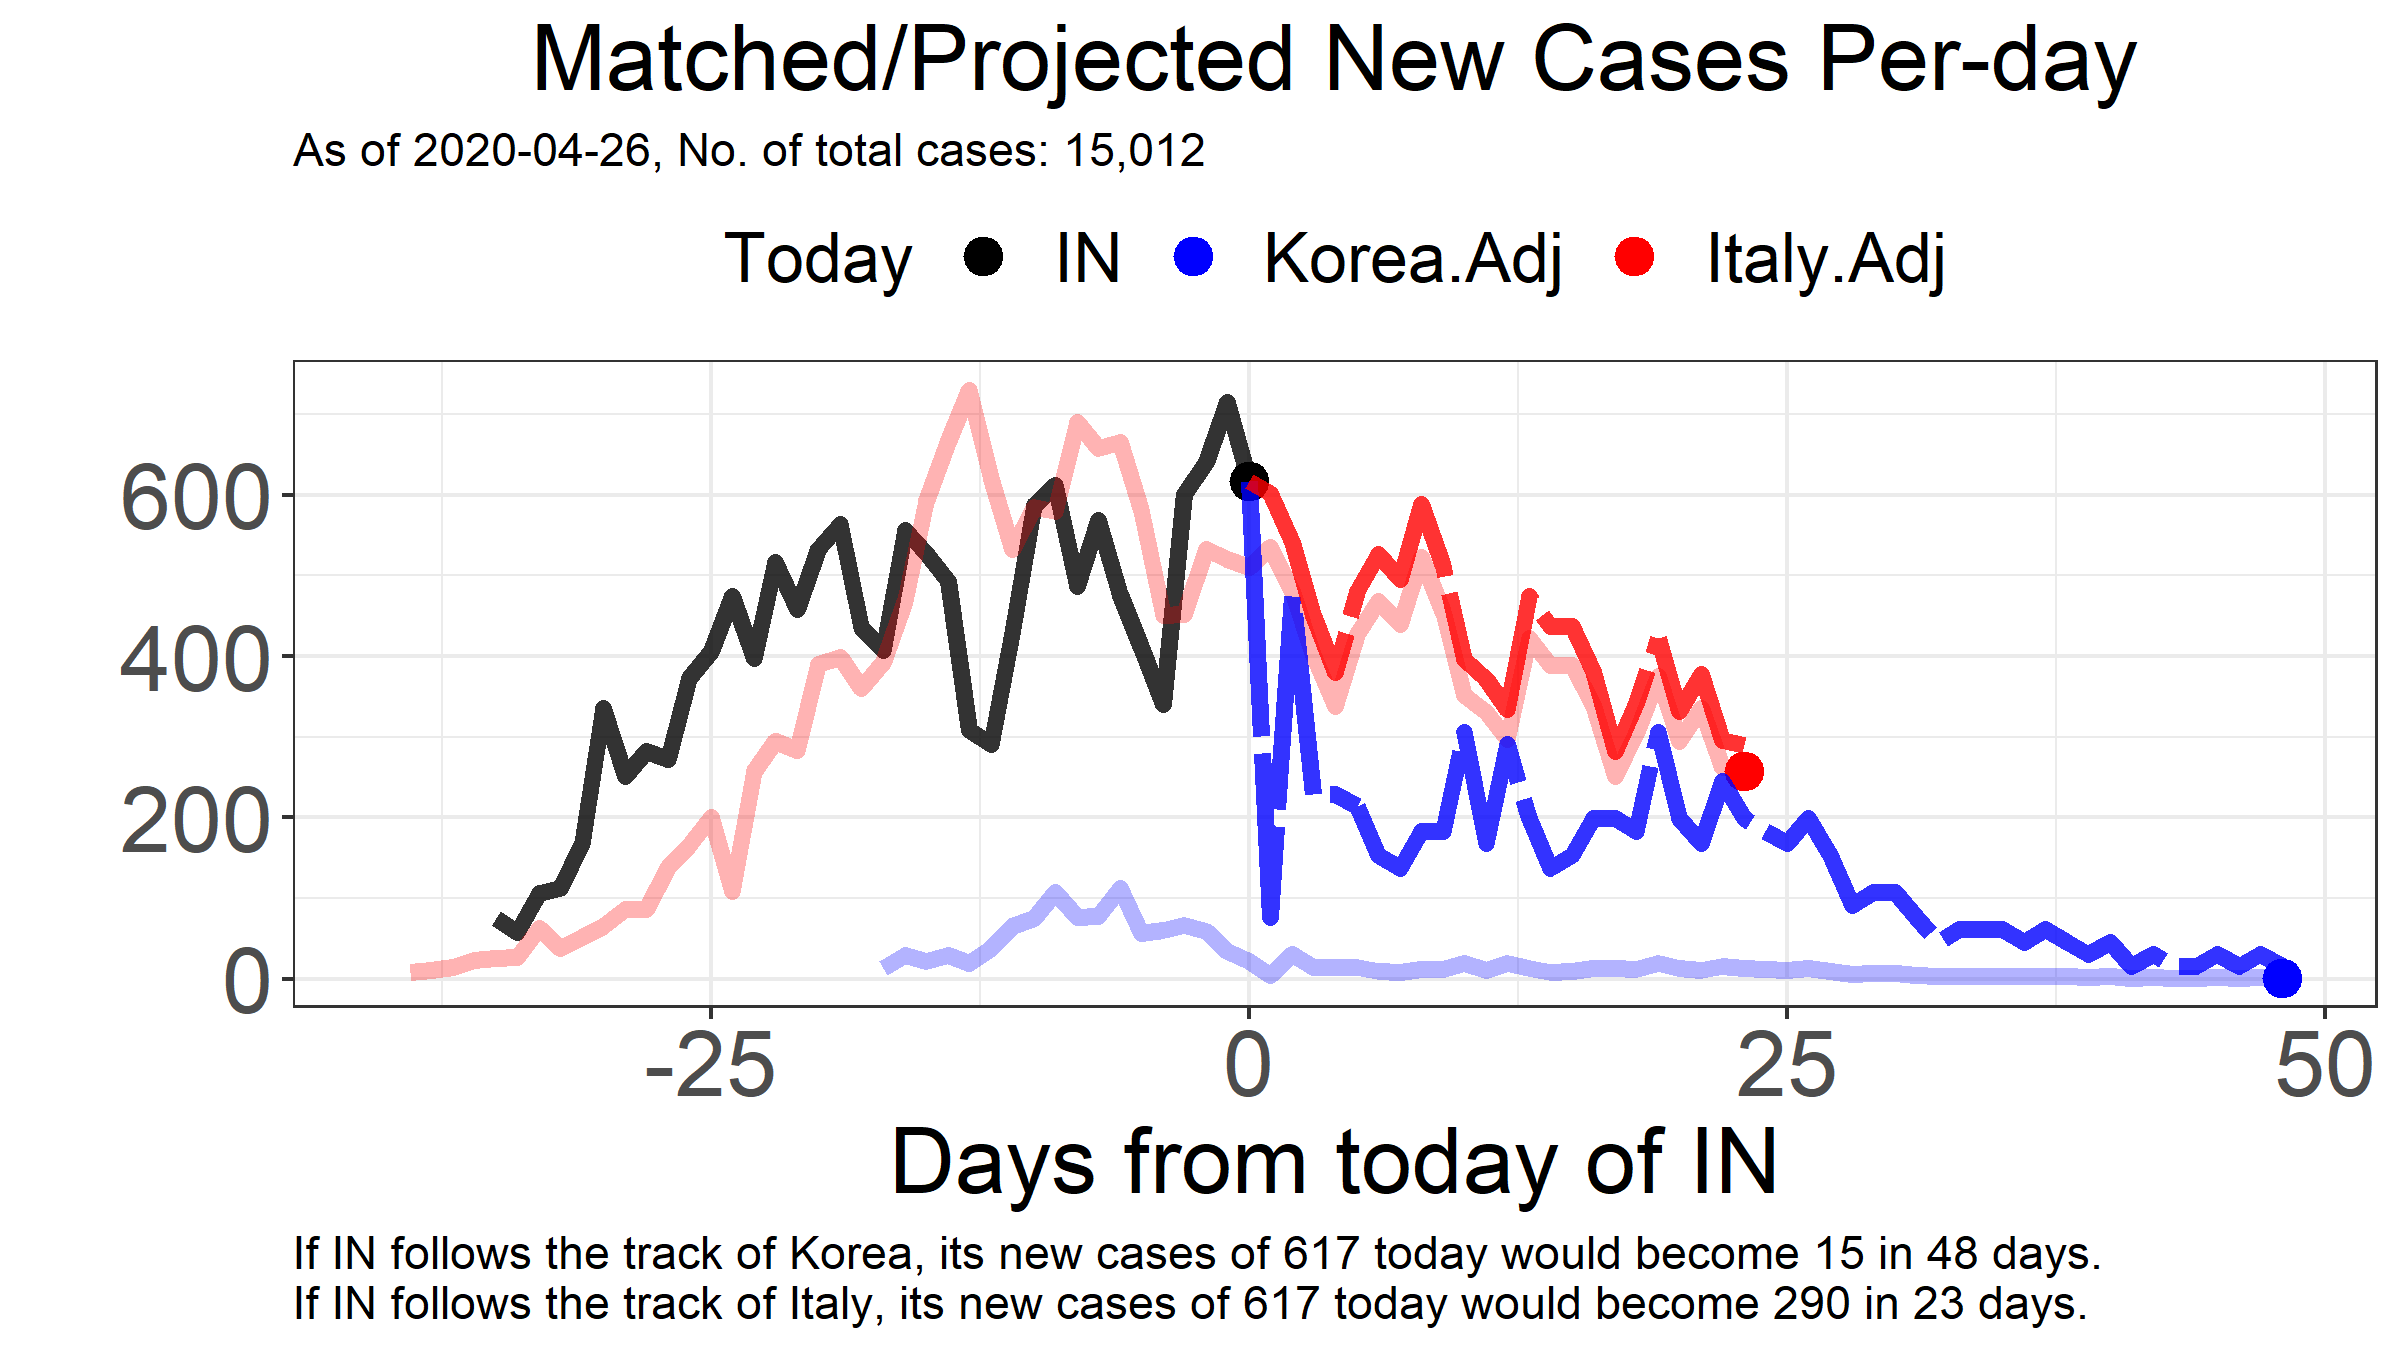 Matched/Projected New Cases Per-day
As of 2020-04-26, No. of total cases: 15,012
Today IN Korea.Adj Italy.Adj
600
400
200
0
-25 0 25 50
Days from today of IN
If IN follows the track of Korea, its new cases of 617 today would become 15 in 48 days.
If IN follows the track of Italy, its new cases of 617 today would become 290 in 23 days.